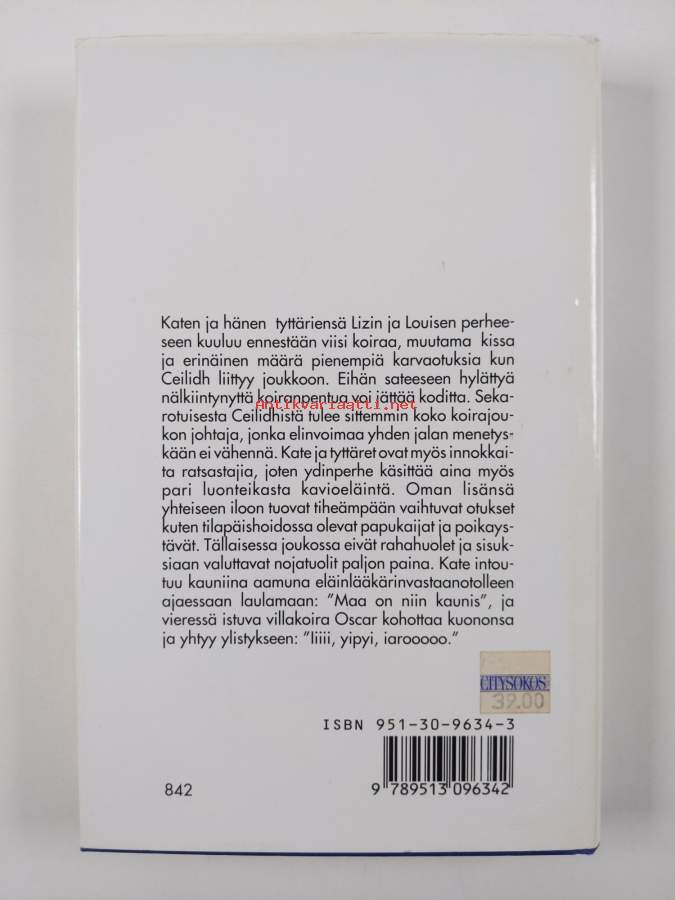 Katen ja hänen tyttäriensä Lizin ja Louisen perhee-
seen kuuluu ennestään viisi koiraa, muutama kissa
ja erinäinen määrä pienempiä karvaotuksia kun
Ceilidh liittyy joukkoon. Eihän sateeseen hylättyä
nälkiintynyttä koiranpentua voi jättää koditta. Seka-
Antikvariaatti.net
rotuisesta Ceilidhistä tulee sittemmin koko koirajou-
kon johtaja, jonka elinvoimaa yhden jalan menetys-
kään ei vähennä. Kate ja tyttäret ovat myös innokkai-
ta ratsastajia, joten ydinperhe käsittää aina myös
pari luonteikasta kavioeläintä. Oman lisänsä
yhteiseen iloon tuovat tiheämpään vaihtuvat otukset
kuten tilapäishoidossa olevat papukaijat ja poikays-
tävät. Tällaisessa joukossa eivät rahahuolet ja sisuk-
siaan valuttavat nojatuolit paljon paina. Kate intou-
tuu kauniina aamuna eläinlääkärinvastaanotolleen
ajaessaan laulamaan: ”Maa on niin kaunis”, ja
vieressä istuva villakoira Oscar kohottaa kuononsa
ja yhtyy ylistykseen: ”Iiiii, yipyi, iarooooo.”
CITYSOKOS
39.00
ISBN 951-30-9634-3
842
9 789513 096342